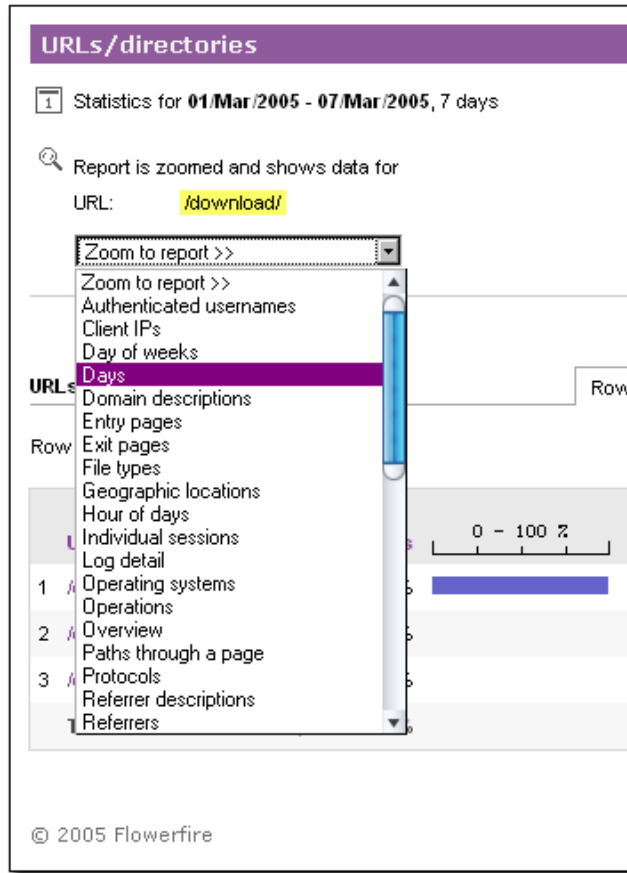 URLs/directories
1 Statistics for 01/Mar/2005 - 07/Mar/2005, 7 days
Report is zoomed and shows data for
URL: /download/
Zoom to report >>
Zoom to report >>
Authenticated usernames
Client IPs
Day of weeks
Days
URLs
Row
Domain descriptions
Entry pages
Row
Exit pages
File types
Geographic locations
Hour of days
0 - 100 %
Individual sessions
Log detail
1
Operating systems
Operations
2
Overview
Paths through a page
3
Protocols
Referrer descriptions
Referrers
© 2005 Flowerfire